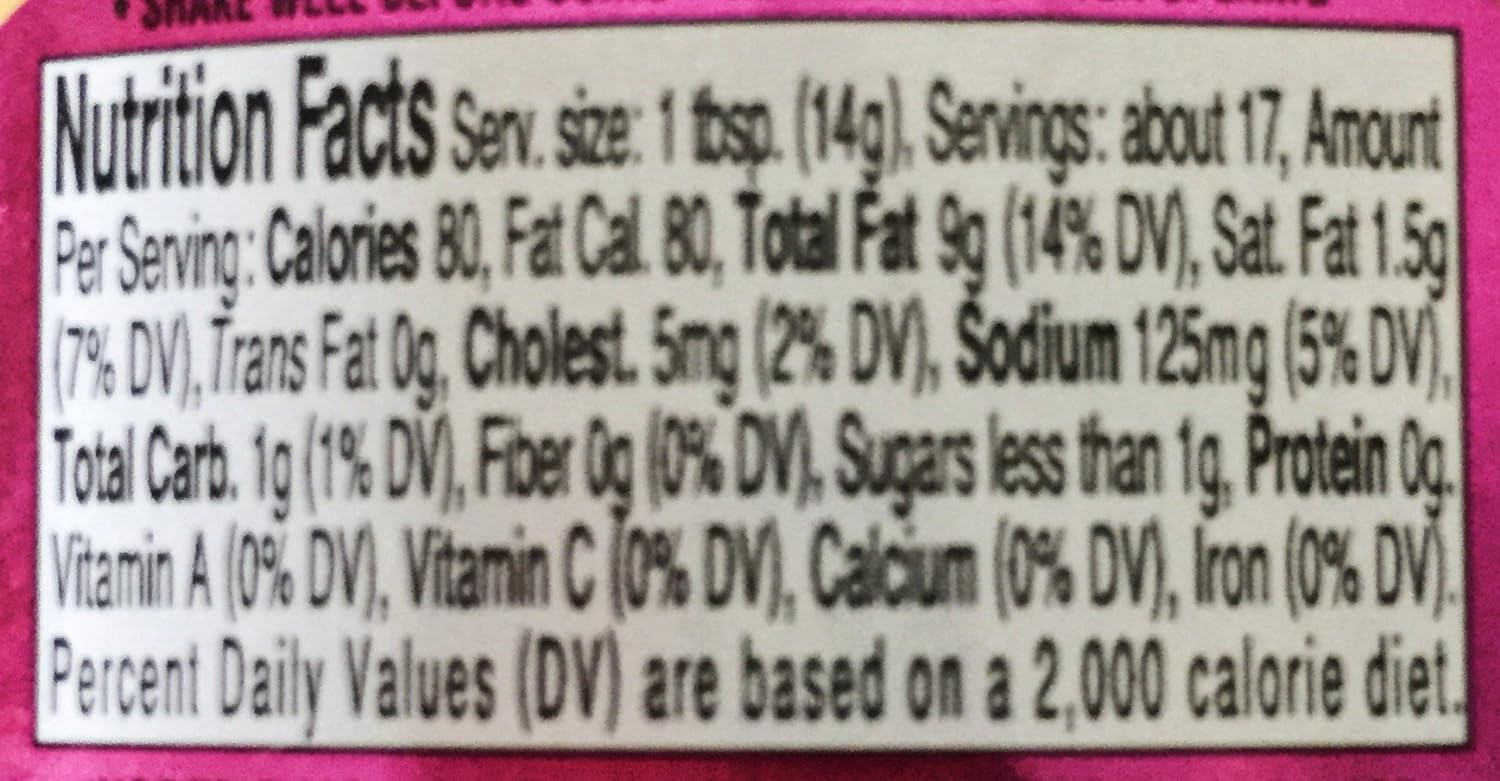 • SHAKE WELL BEFORE
Nutrition Facts Serv. size: 1 tbsp. (14g), Servings: about 17, Amount
Per Serving: Calories 80, Fat Cal. 80, Total Fat 9g (14% DV), Sat. Fat 1.5g
(7% DV), Trans Fat 0g, Cholest. 5mg (2% DV), Sodium 125mg (5% DV),
Total Carb. 1g (1% DV), Fiber 0g (0% DV), Sugars less than 1g, Protein 0g.
Vitamin A (0% DV), Vitamin C (0% DV), Calcium (0% DV), Iron (0% DV).
Percent Daily Values (DV) are based on a 2,000 calorie diet.